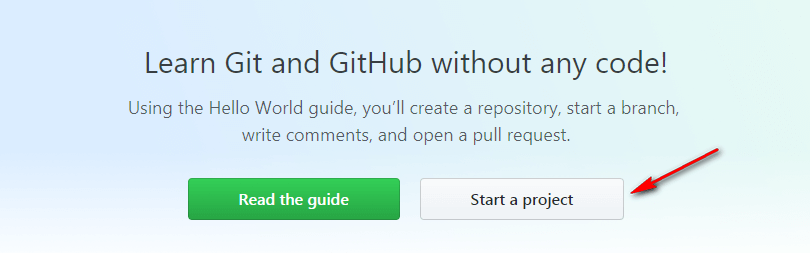 Learn Git and GitHub without any code!
Using the Hello World guide, you’ll create a repository, start a branch,
write comments, and open a pull request.
Read the guide
Start a project